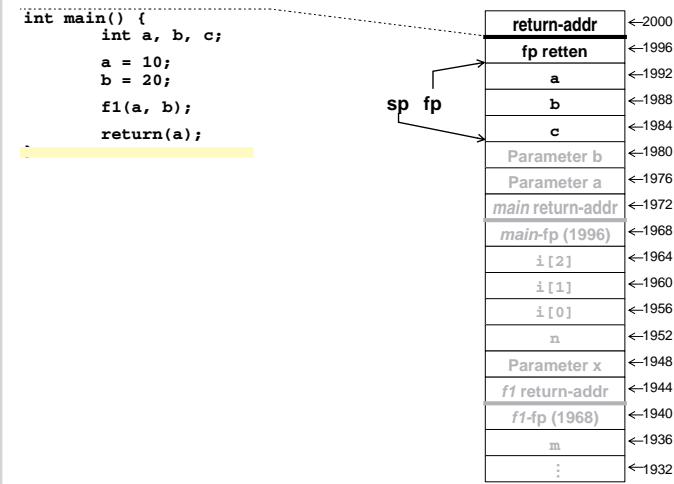 int main() {
int a, b, c;
a = 10;
b = 20;
f1(a, b);
return(a);
sp fp
return-addr 2000
fp retten 1996
a 1992
b 1988
c 1984
Parameter b 1980
Parameter a 1976
main return-addr 1972
main-fp (1996) 1968
i[2] 1964
i[1] 1960
i[0] 1956
n 1952
Parameter x 1948
f1 return-addr 1944
f1-fp (1968) 1940
m 1936
⋮ 1932